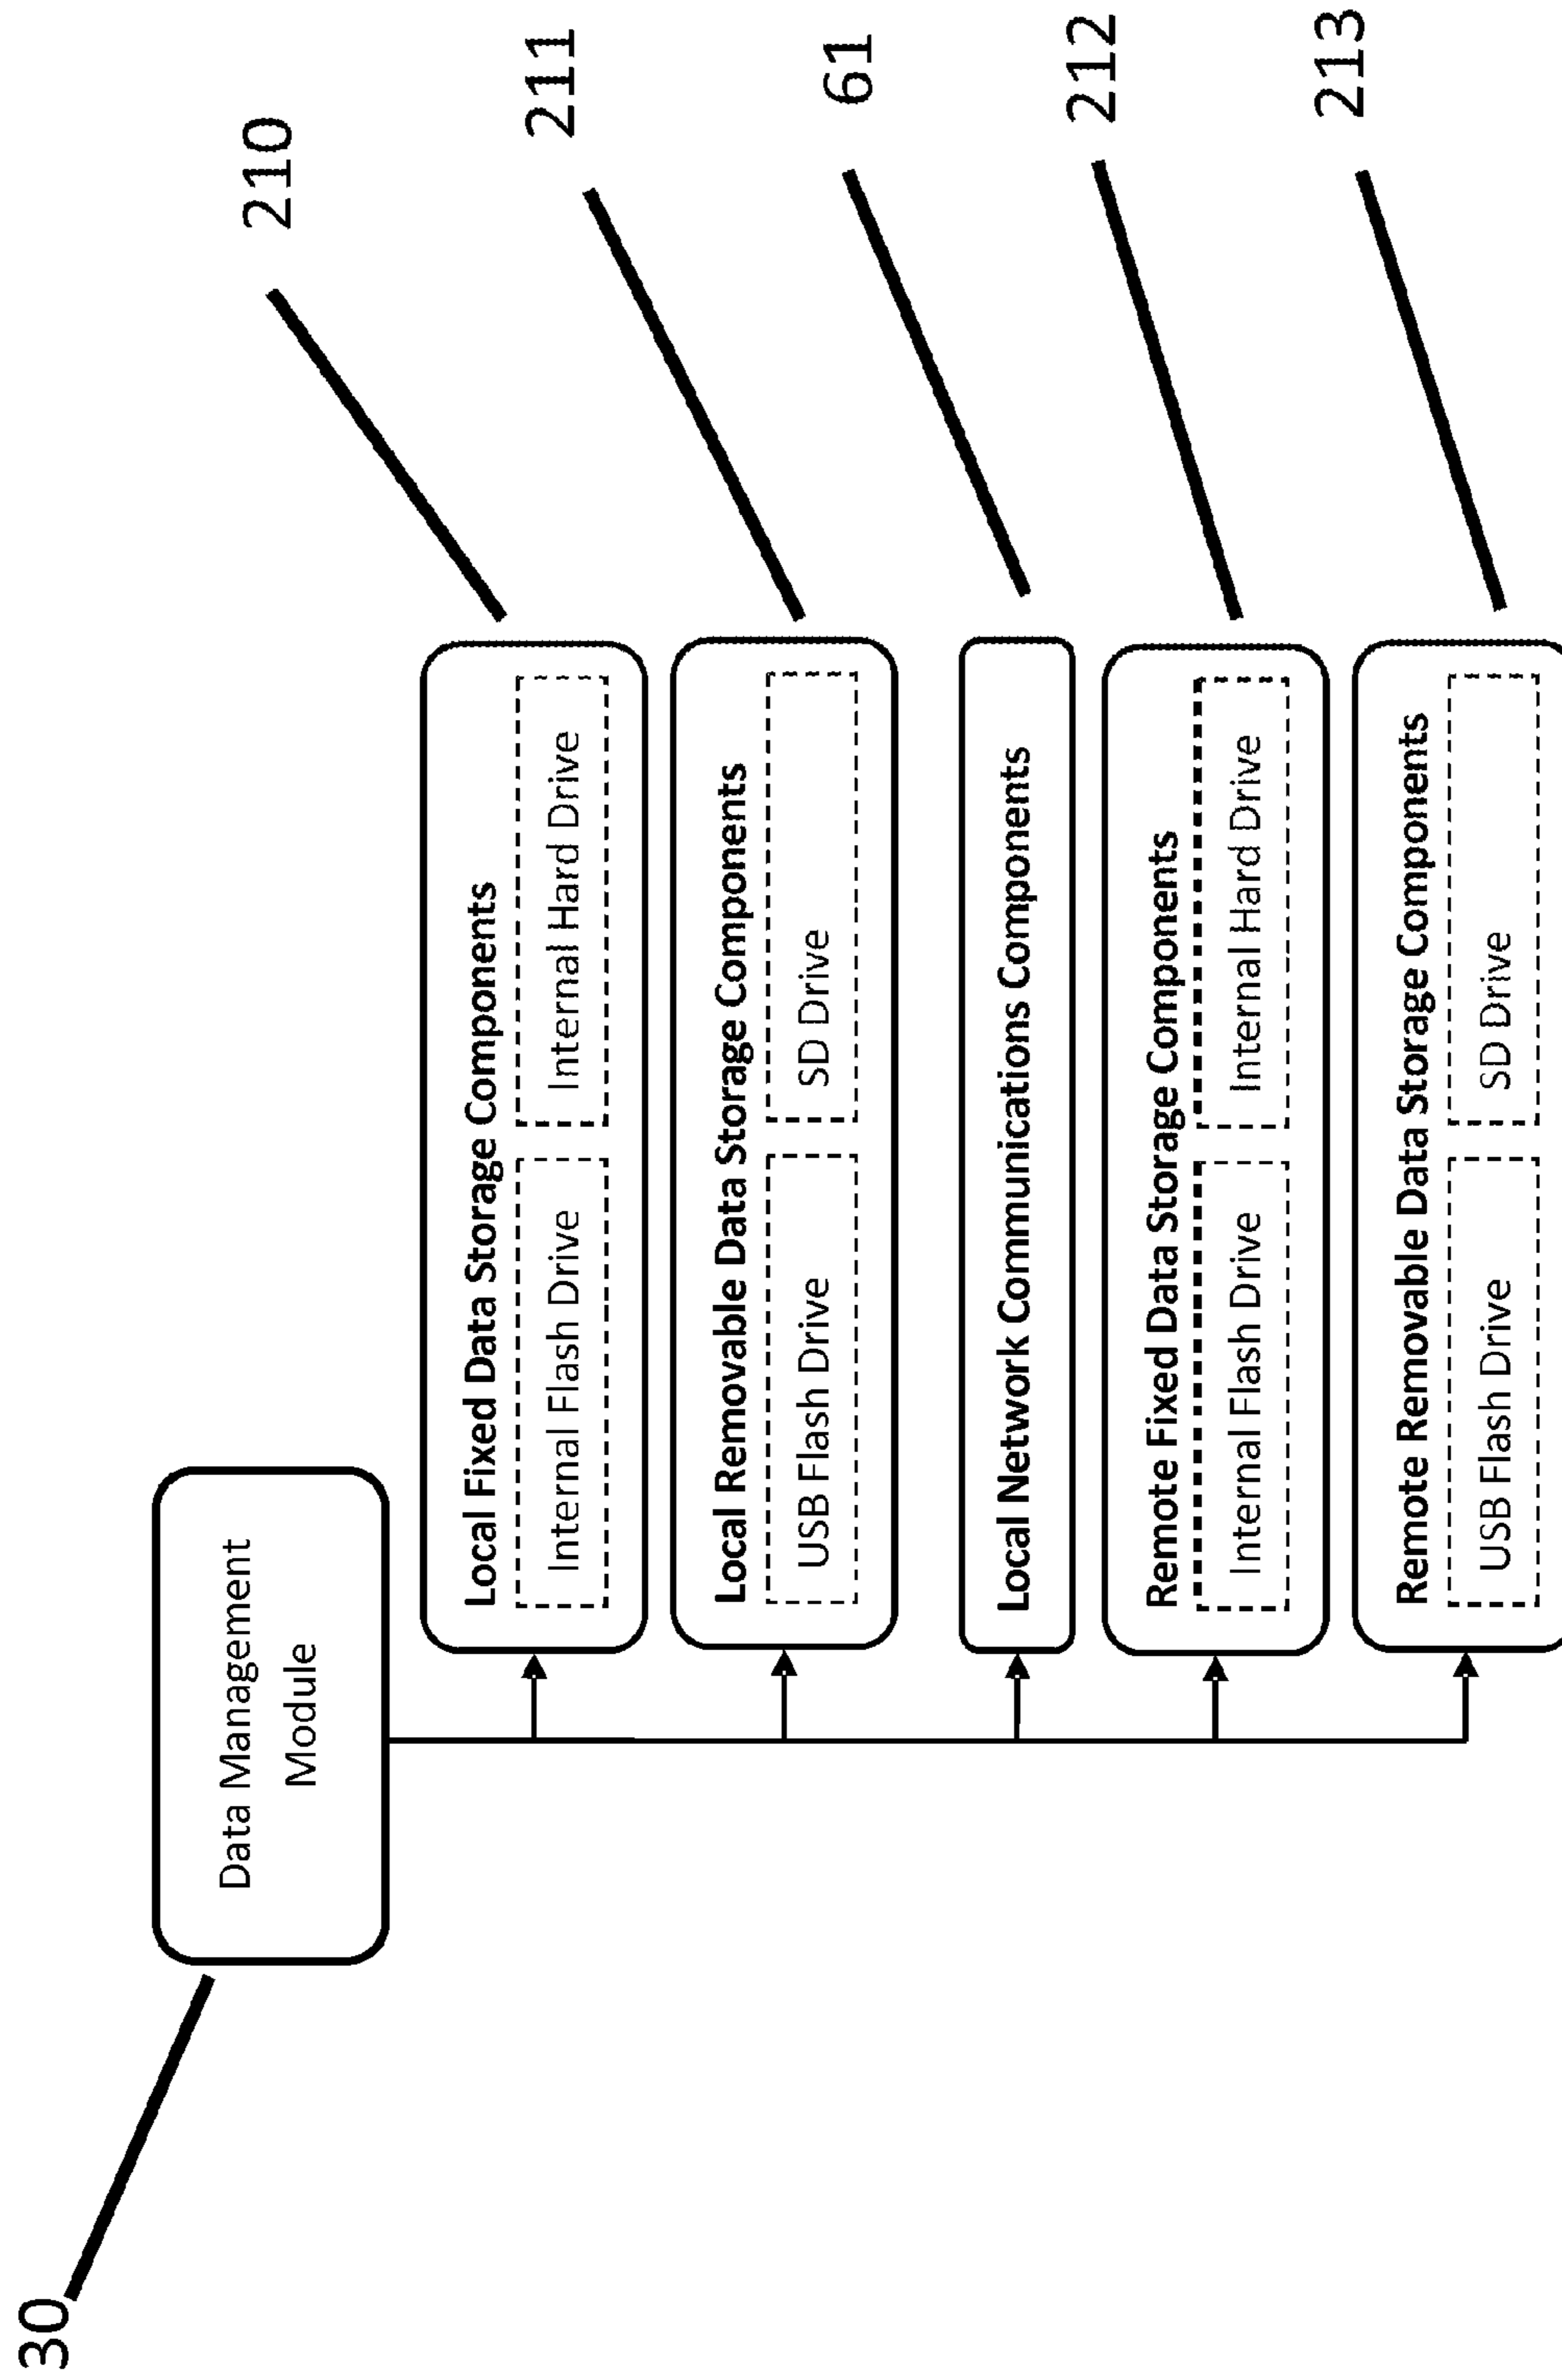 30
Data Management
Module
210
Local Fixed Data Storage Components
Internal Flash Drive
Internal Hard Drive
211
Local Removable Data Storage Components
USB Flash Drive
SD Drive
61
Local Network Communications Components
212
Remote Fixed Data Storage Components
Internal Flash Drive
Internal Hard Drive
213
Remote Removable Data Storage Components
USB Flash Drive
SD Drive